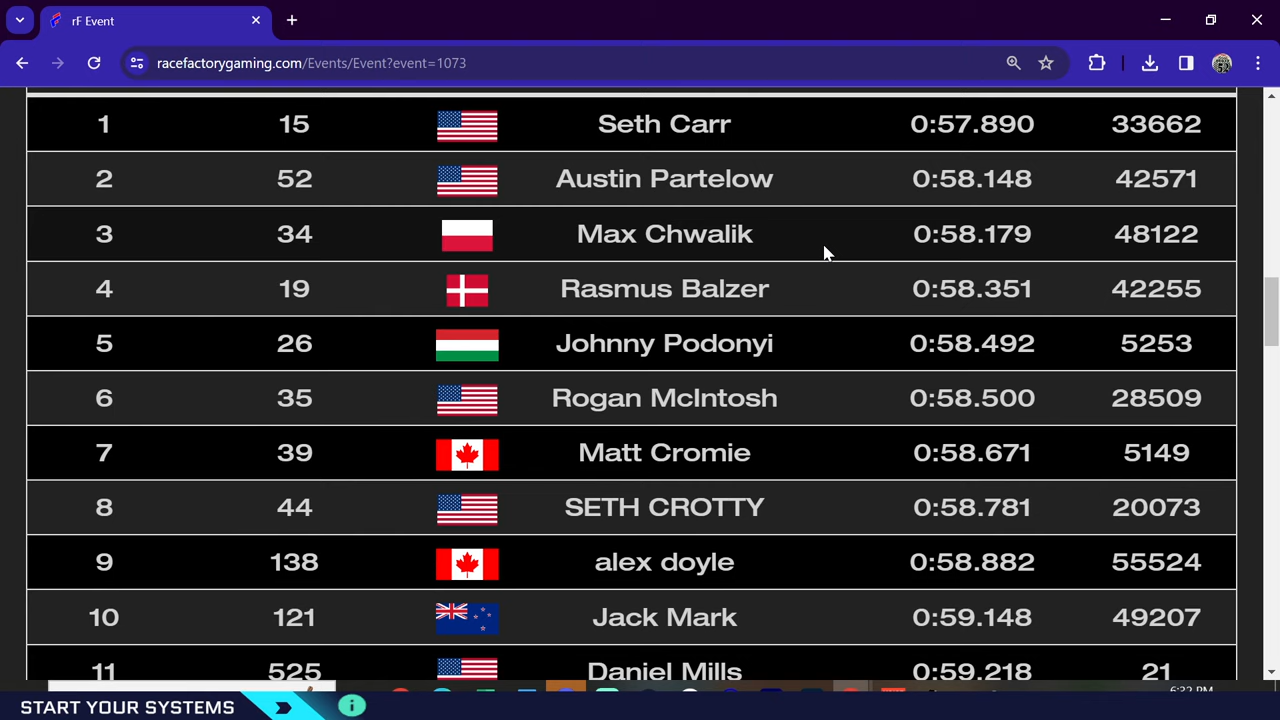 rF Event
racefactorygaming.com/Events/Event?event=1073
1 15 Seth Carr 0:57.890 33662
2 52 Austin Partelow 0:58.148 42571
3 34 Max Chwalik 0:58.179 48122
4 19 Rasmus Balzer 0:58.351 42255
5 26 Johnny Podonyi 0:58.492 5253
6 35 Rogan McIntosh 0:58.500 28509
7 39 Matt Cromie 0:58.671 5149
8 44 SETH CROTTY 0:58.781 20073
9 138 alex doyle 0:58.882 55524
10 121 Jack Mark 0:59.148 49207
11 525 Daniel Mills 0:59.218 21
6:32 PM
START YOUR SYSTEMS